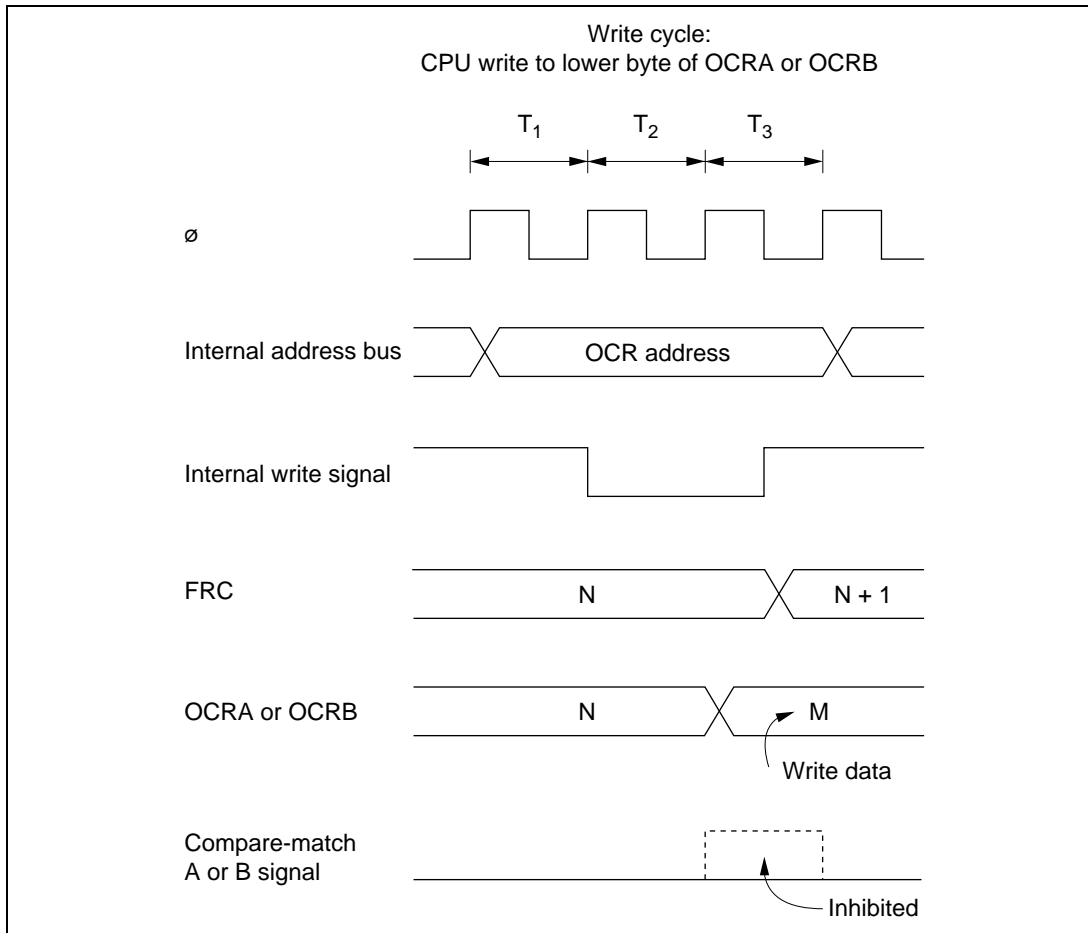 Write cycle:
CPU write to lower byte of OCRA or OCRB
T1 T2 T3
ø
Internal address bus
OCR address
Internal write signal
FRC
N
N + 1
OCRA or OCRB
N
M
Write data
Compare-match
A or B signal
Inhibited